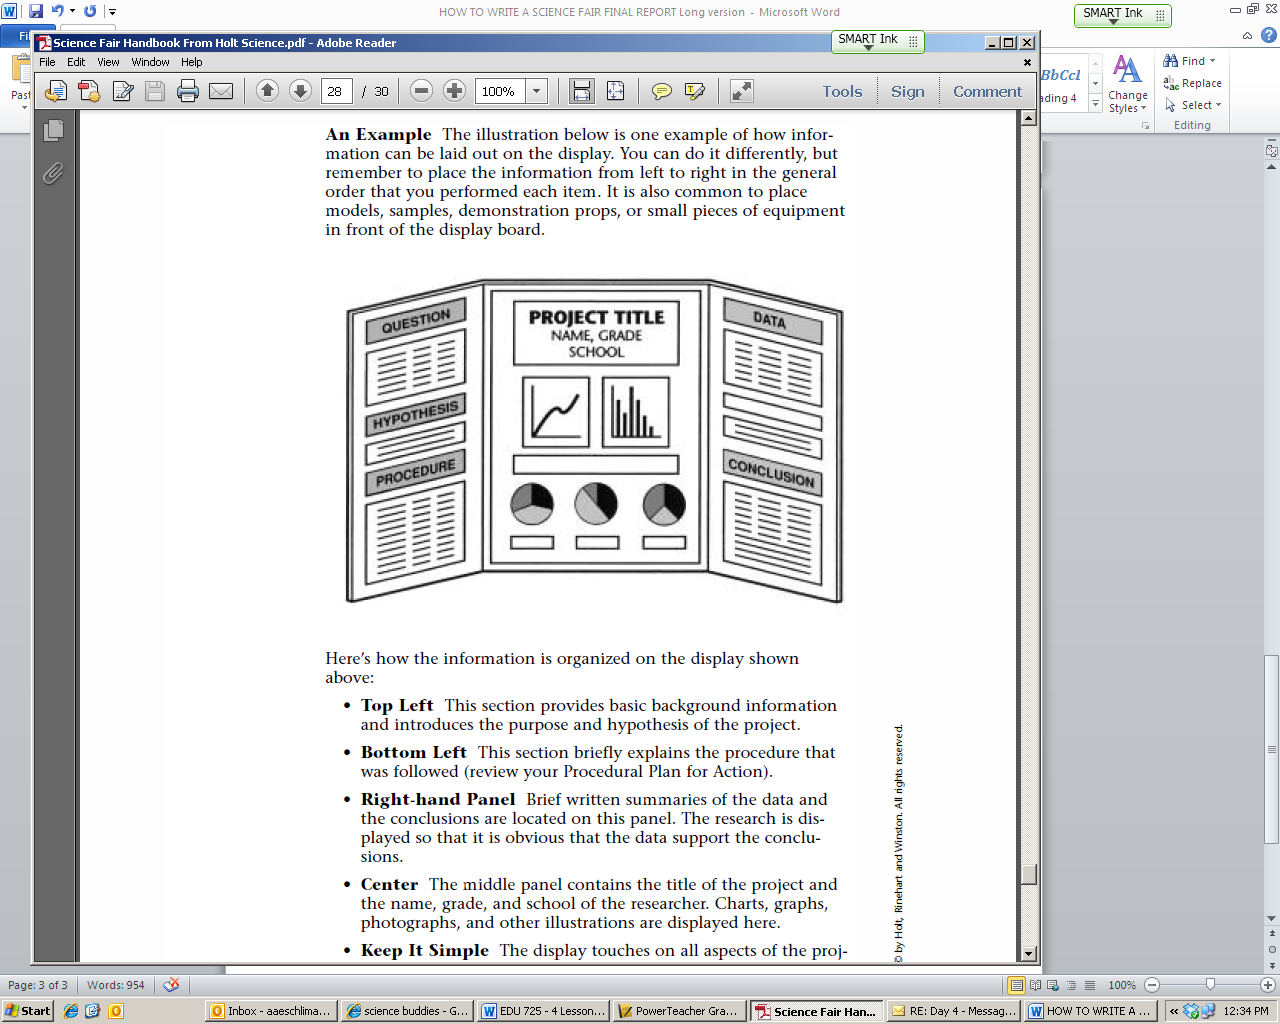 HOW TO WRITE A SCIENCE FAIR FINAL REPORT Long version - Microsoft Word
SMART Ink
Science Fair Handbook From Holt Science.pdf - Adobe Reader
SMART Ink
File Edit View Window Help
28 / 30
100%
Tools Sign Comment
Past
BbCcl
ading 4
Change Styles
Find
Replace
Select
Editing
An Example The illustration below is one example of how infor-
mation can be laid out on the display. You can do it differently, but
remember to place the information from left to right in the general
order that you performed each item. It is also common to place
models, samples, demonstration props, or small pieces of equipment
in front of the display board.
QUESTION
HYPOTHESIS
PROCEDURE
PROJECT TITLE
NAME, GRADE
SCHOOL
DATA
CONCLUSION
Here's how the information is organized on the display shown
above:
• Top Left This section provides basic background information
and introduces the purpose and hypothesis of the project.
• Bottom Left This section briefly explains the procedure that
was followed (review your Procedural Plan for Action).
• Right-hand Panel Brief written summaries of the data and
the conclusions are located on this panel. The research is dis-
played so that it is obvious that the data support the conclu-
sions.
• Center The middle panel contains the title of the project and
the name, grade, and school of the researcher. Charts, graphs,
photographs, and other illustrations are displayed here.
• Keep It Simple The display touches on all aspects of the proj-
© by Holt, Rinehart and Winston. All rights reserved.
Page: 3 of 3 Words: 954
100%
Start
Inbox - aaeschlima...
science buddies - G...
EDU 725 - 4 Lesson...
PowerTeacher Gra...
Science Fair Han...
RE: Day 4 - Messag...
HOW TO WRITE A ...
12:34 PM